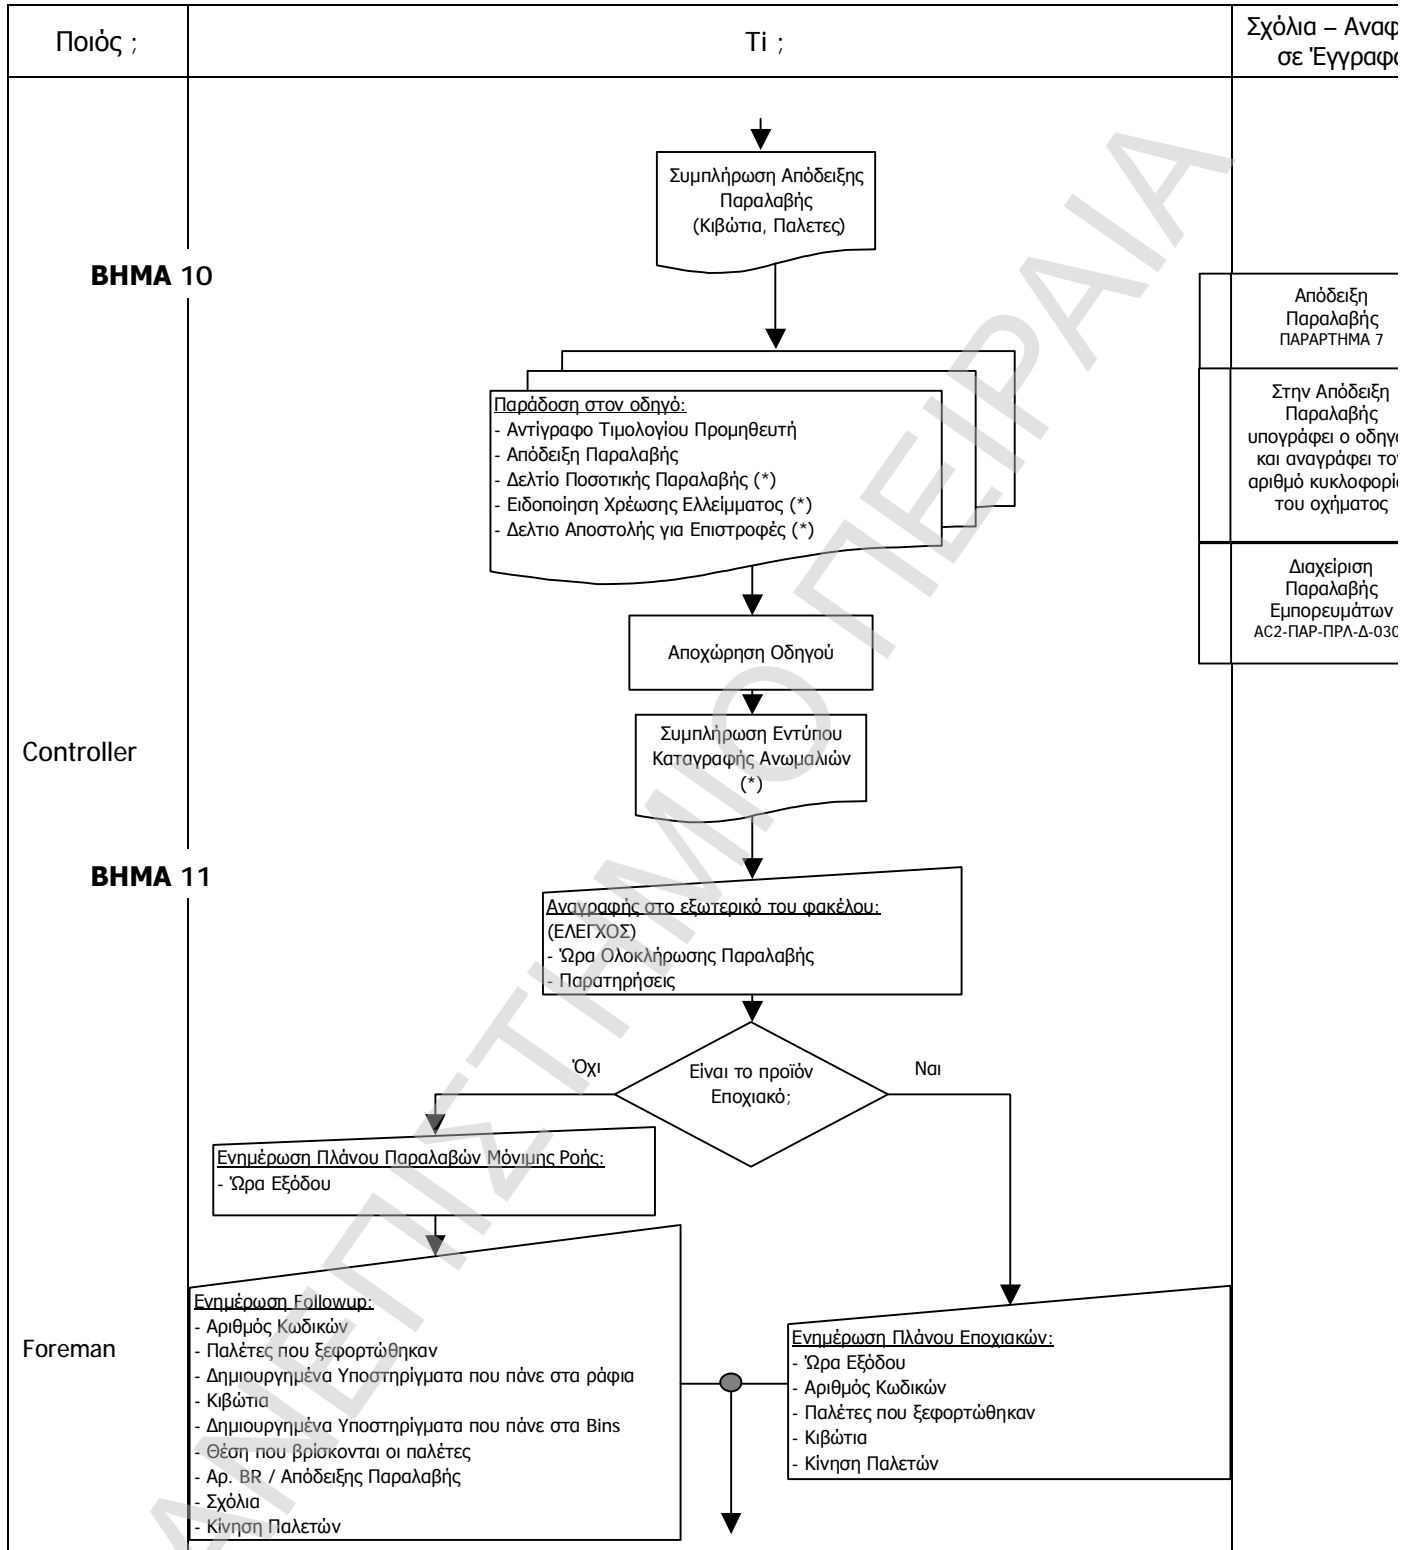 Ποιός ;
Τi ;
Σχόλια – Αναφ
σε Έγγραφ
Συμπλήρωση Απόδειξης
Παραλαβής
(Κιβώτια, Παλετες)
ΒΗΜΑ 10
Απόδειξη
Παραλαβής
ΠΑΡΑΡΤΗΜΑ 7
Παράδοση στον οδηγό:
- Αντίγραφο Τιμολογίου Προμηθευτή
- Απόδειξη Παραλαβής
- Δελτίο Ποσοτικής Παραλαβής (*)
- Ειδοποίηση Χρέωσης Ελλείμματος (*)
- Δελτιο Αποστολής για Επιστροφές (*)
Στην Απόδειξη
Παραλαβής
υπογράφει ο οδηγ
και αναγράφει το
αριθμό κυκλοφορί
του οχήματος
Διαχείριση
Παραλαβής
Εμπορευμάτων
AC2-ΠΑΡ-ΠΡΛ-Δ-030
Αποχώρηση Οδηγού
Controller
Συμπλήρωση Εντύπου
Καταγραφής Ανωμαλιών
(*)
ΒΗΜΑ 11
Αναγραφής στο εξωτερικό του φακέλου:
(ΕΛΕΓΧΟΣ)
- Ώρα Ολοκλήρωσης Παραλαβής
- Παρατηρήσεις
Όχι
Είναι το προϊόν
Εποχιακό;
Ναι
Ενημέρωση Πλάνου Παραλαβών Μόνιμης Ροής:
- Ώρα Εξόδου
Foreman
Ενημέρωση Followup:
- Αριθμός Κωδικών
- Παλέτες που ξεφορτώθηκαν
- Δημιουργημένα Υποστηρίγματα που πάνε στα ράφια
- Κιβώτια
- Δημιουργημένα Υποστηρίγματα που πάνε στα Bins
- Θέση που βρίσκονται οι παλέτες
- Αρ. BR / Απόδειξης Παραλαβής
- Σχόλια
- Κίνηση Παλετών
Ενημέρωση Πλάνου Εποχιακών:
- Ώρα Εξόδου
- Αριθμός Κωδικών
- Παλέτες που ξεφορτώθηκαν
- Κιβώτια
- Κίνηση Παλετών
ΑΝΕΠΙΣΤΗΜΙΟ ΠΕΙΡΑΙΑ